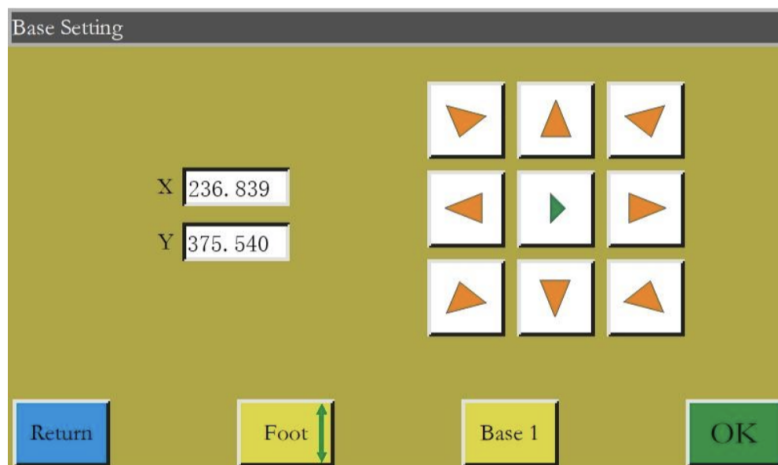 Base Setting
X 236.839
Y 375.540
Return
Foot
Base 1
OK